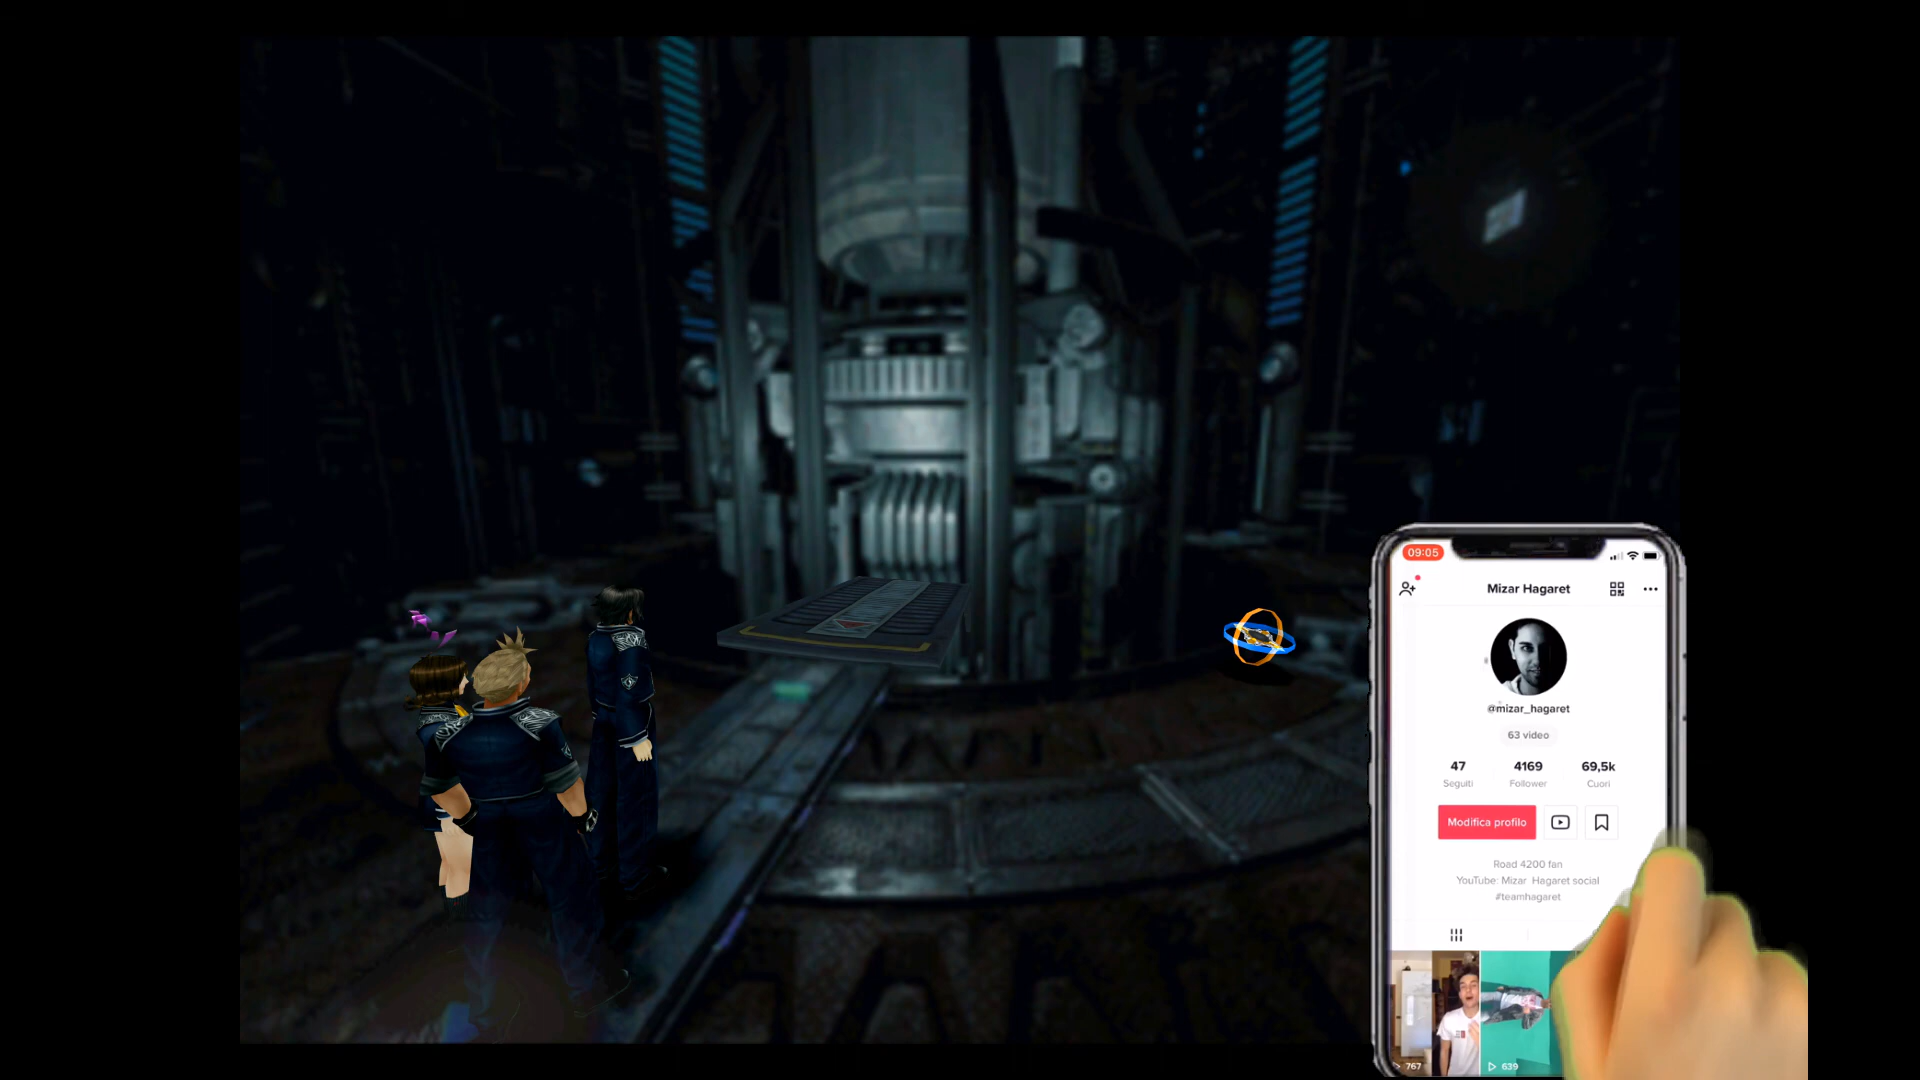 09:05
Mizar Hagaret
@mizar_hagaret
63 video
47 4169 69,5k
Seguiti Follower Cuori
Modifica profilo
Road 4200 fan
YouTube: Mizar Hagaret social
#teamhagaret
767 639